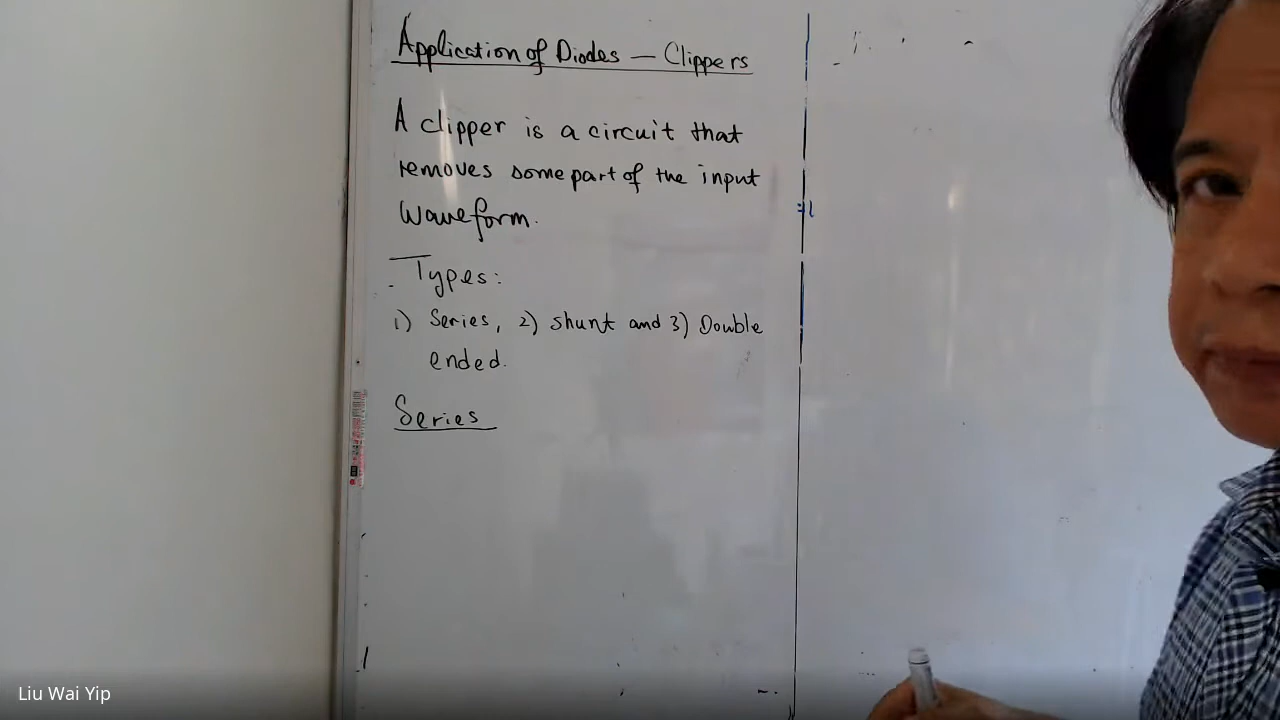 Application of Diodes — Clippers
A clipper is a circuit that
removes some part of the input
waveform.
Types:
1) Series, 2) shunt and 3) Double
ended.
Series
Liu Wai Yip